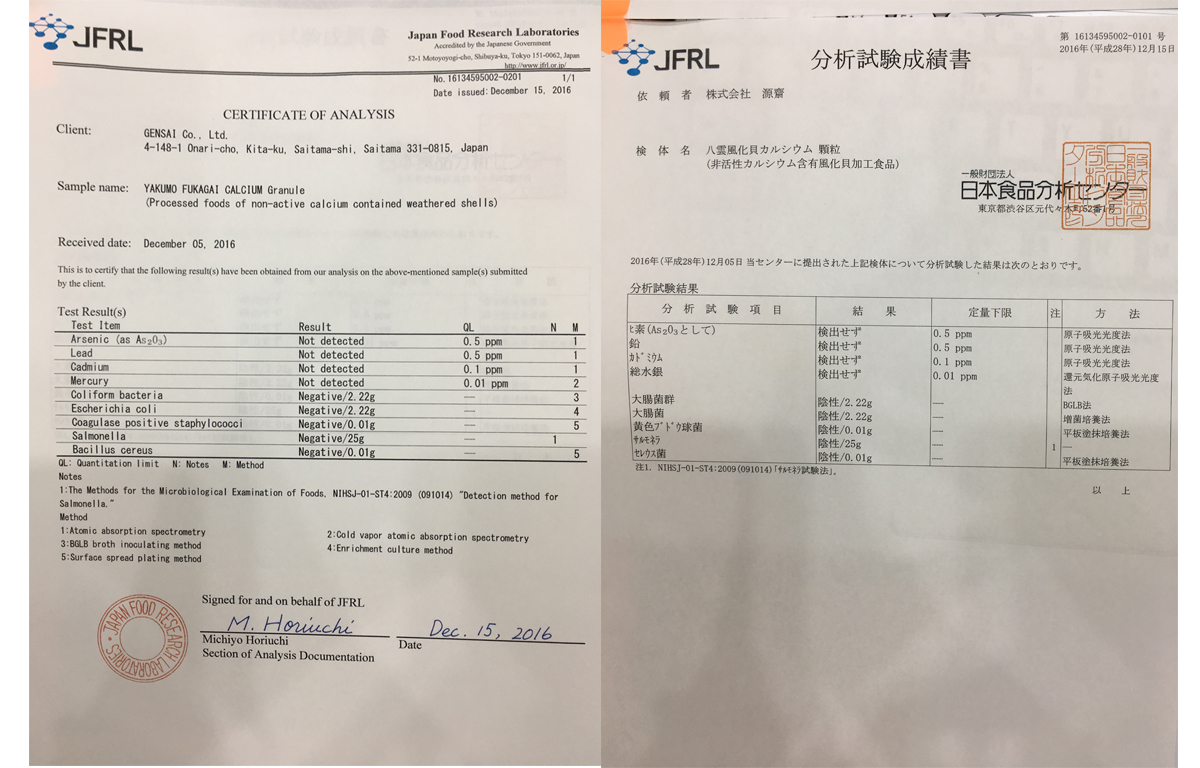 JFRL
Japan Food Research Laboratories
Accredited by the Japanese Government
52-1 Motoyoyogi-cho, Shibuya-ku, Tokyo 151-0062, Japan
http://www.jfrl.or.jp/
No. 16134595002-0201 1/1
Date issued: December 15, 2016
CERTIFICATE OF ANALYSIS
Client:
GENSAI Co., Ltd.
4-148-1 Onari-cho, Kita-ku, Saitama-shi, Saitama 331-0815, Japan
Sample name: YAKUMO FUKAGAI CALCIUM Granule
(Processed foods of non-active calcium contained weathered shells)
Received date: December 05, 2016
This is to certify that the following result(s) have been obtained from our analysis on the above-mentioned sample(s) submitted
by the client.
Test Result(s)
Test Item Result QL N M
Arsenic (as As₂O₃) Not detected 0.5 ppm 1
Lead Not detected 0.5 ppm 1
Cadmium Not detected 0.1 ppm 1
Mercury Not detected 0.01 ppm 2
Coliform bacteria Negative/2.22g — 3
Escherichia coli Negative/2.22g — 4
Coagulase positive staphylococci Negative/0.01g — 5
Salmonella Negative/25g — 1
Bacillus cereus Negative/0.01g — 5
QL: Quantitation limit N: Notes M: Method
Notes
1:The Methods for the Microbiological Examination of Foods, NIHSJ-01-ST4:2009 (091014) "Detection method for
Salmonella."
Method
1:Atomic absorption spectrometry 2:Cold vapor atomic absorption spectrometry
3:BGLB broth inoculating method 4:Enrichment culture method
5:Surface spread plating method
Signed for and on behalf of JFRL
M. Horiuchi Dec. 15, 2016
Michiyo Horiuchi Date
Section of Analysis Documentation
JAPAN FOOD RESEARCH LABORATORIES
JFRL
第 16134595002-0101 号
2016年(平成28年)12月15日
分析試験成績書
依頼者 株式会社 源齋
検体名 八雲風化貝カルシウム 顆粒
(非活性カルシウム含有風化貝加工食品)
一般財団法人
日本食品分析センター
東京都渋谷区元代々木町52番1号
2016年(平成28年)12月05日 当センターに提出された上記検体について分析試験した結果は次のとおりです。
分析試験結果
分析試験項目 結果 定量下限 注 方法
ヒ素(As₂O₃として) 検出せず 0.5 ppm 原子吸光光度法
鉛 検出せず 0.5 ppm 原子吸光光度法
ｶﾄﾞﾐｳﾑ 検出せず 0.1 ppm 原子吸光光度法
総水銀 検出せず 0.01 ppm 還元気化原子吸光光度
法
大腸菌群 陰性/2.22g — BGLB法
大腸菌 陰性/2.22g — 増菌培養法
黄色ﾌﾞﾄﾞｳ球菌 陰性/0.01g — 平板塗抹培養法
ｻﾙﾓﾈﾗ 陰性/25g — 1 —
ｾﾚｳｽ菌 陰性/0.01g — 平板塗抹培養法
注1. NIHSJ-01-ST4:2009(091014)｢ｻﾙﾓﾈﾗ試験法｣。
以 上